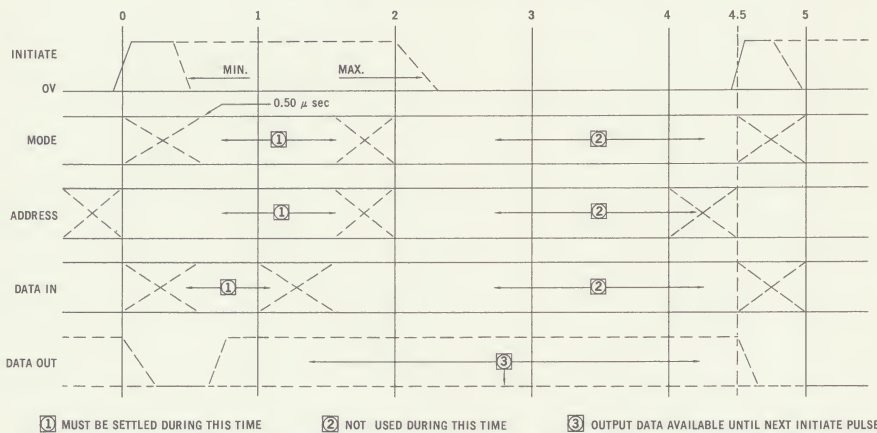 0 1 2 3 4 4.5 5
INITIATE
MIN. MAX.
OV
0.50 μ sec
MODE 1 2
ADDRESS 1 2
DATA IN 1 2
DATA OUT 3
1 MUST BE SETTLED DURING THIS TIME 2 NOT USED DURING THIS TIME 3 OUTPUT DATA AVAILABLE UNTIL NEXT INITIATE PULSE